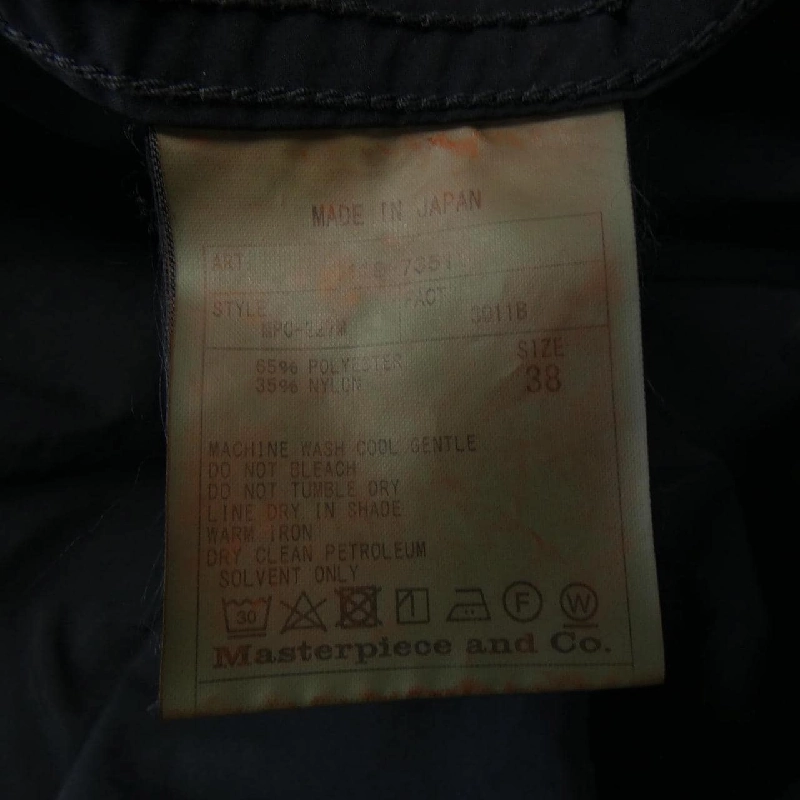 MADE IN JAPAN
ART 7351
STYLE FACT
3011B
65% POLYESTER SIZE
35% NYLON 38
MACHINE WASH COOL GENTLE
DO NOT BLEACH
DO NOT TUMBLE DRY
LINE DRY IN SHADE
WARM IRON
DRY CLEAN PETROLEUM
SOLVENT ONLY
30 F W
Masterpiece and Co.